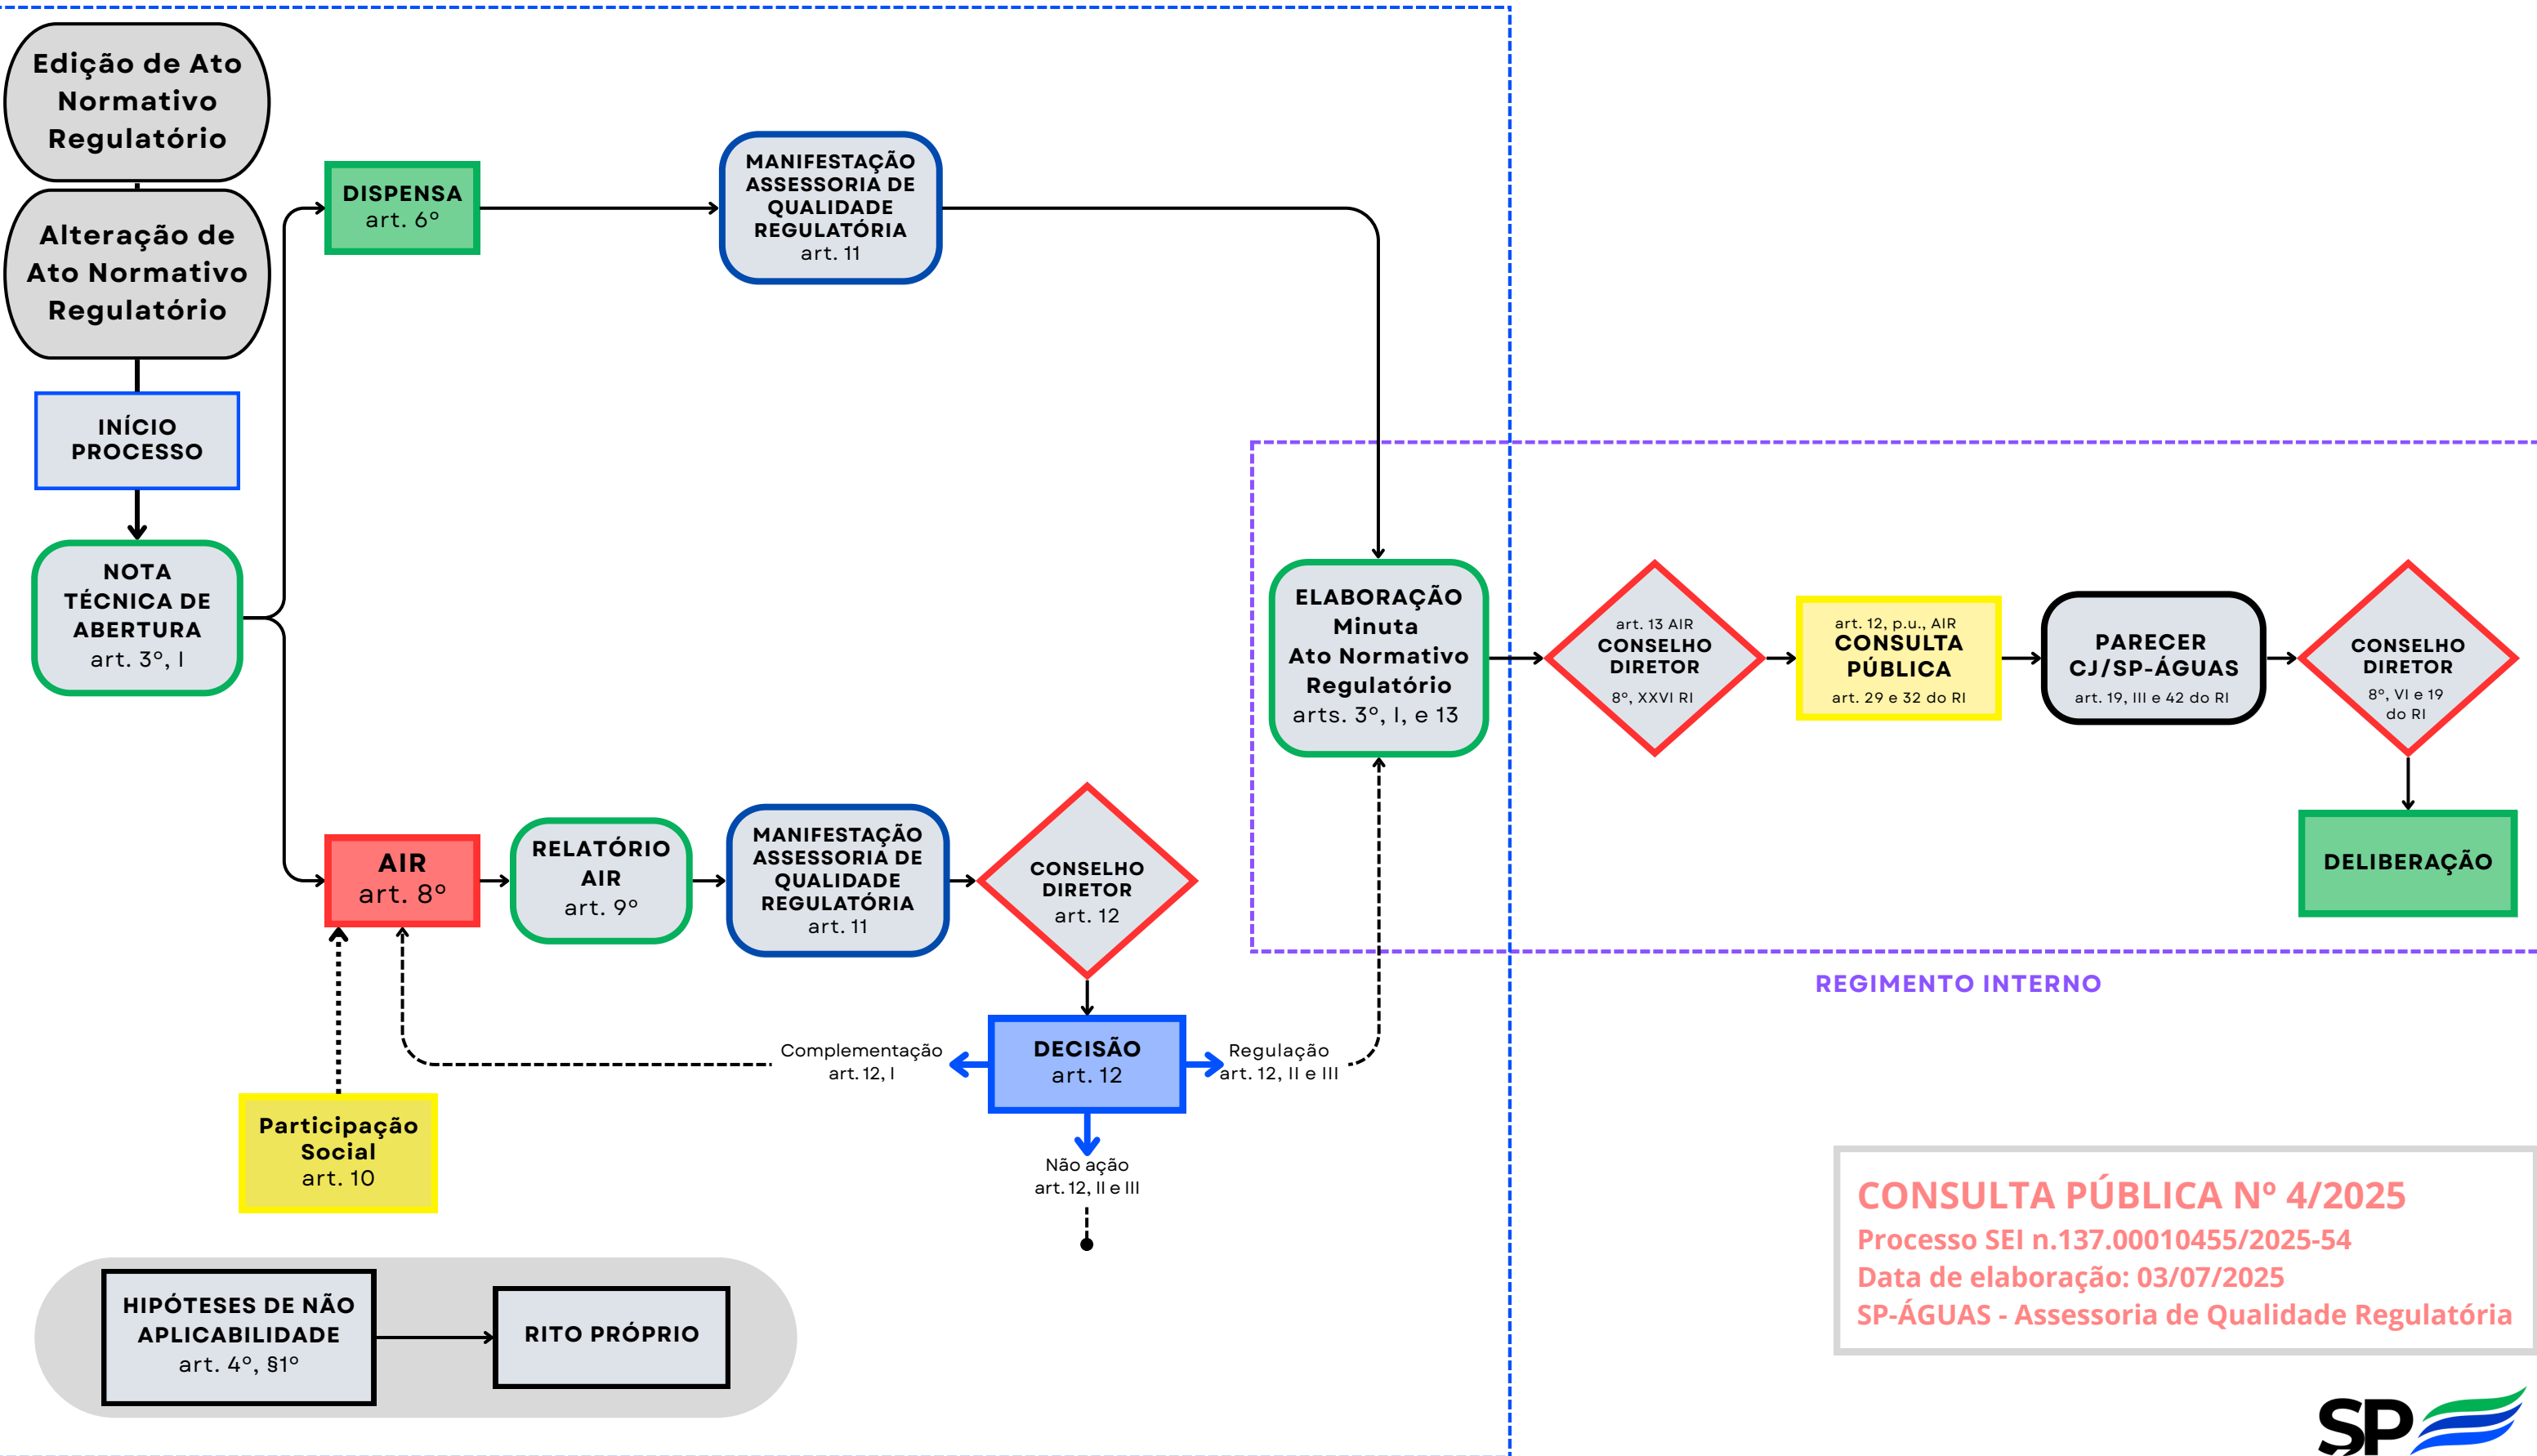 Edição de Ato
Normativo
Regulatório
Alteração de
Ato Normativo
Regulatório
INÍCIO
PROCESSO
NOTA
TÉCNICA DE
ABERTURA
art. 3º, I
DISPENSA
art. 6º
MANIFESTAÇÃO
ASSESSORIA DE
QUALIDADE
REGULATÓRIA
art. 11
AIR
art. 8º
RELATÓRIO
AIR
art. 9º
MANIFESTAÇÃO
ASSESSORIA DE
QUALIDADE
REGULATÓRIA
art. 11
CONSELHO
DIRETOR
art. 12
DECISÃO
art. 12
Complementação
art. 12, I
Regulação
art. 12, II e III
Não ação
art. 12, II e III
Participação
Social
art. 10
ELABORAÇÃO
Minuta
Ato Normativo
Regulatório
arts. 3º, I, e 13
art. 13 AIR
CONSELHO
DIRETOR
8º, XXVI RI
art. 12, p.u., AIR
CONSULTA
PÚBLICA
art. 29 e 32 do RI
PARECER
CJ/SP-ÁGUAS
art. 19, III e 42 do RI
CONSELHO
DIRETOR
8º, VI e 19
do RI
DELIBERAÇÃO
REGIMENTO INTERNO
HIPÓTESES DE NÃO
APLICABILIDADE
art. 4º, §1º
RITO PRÓPRIO
CONSULTA PÚBLICA Nº 4/2025
Processo SEI n.137.00010455/2025-54
Data de elaboração: 03/07/2025
SP-ÁGUAS - Assessoria de Qualidade Regulatória
SP